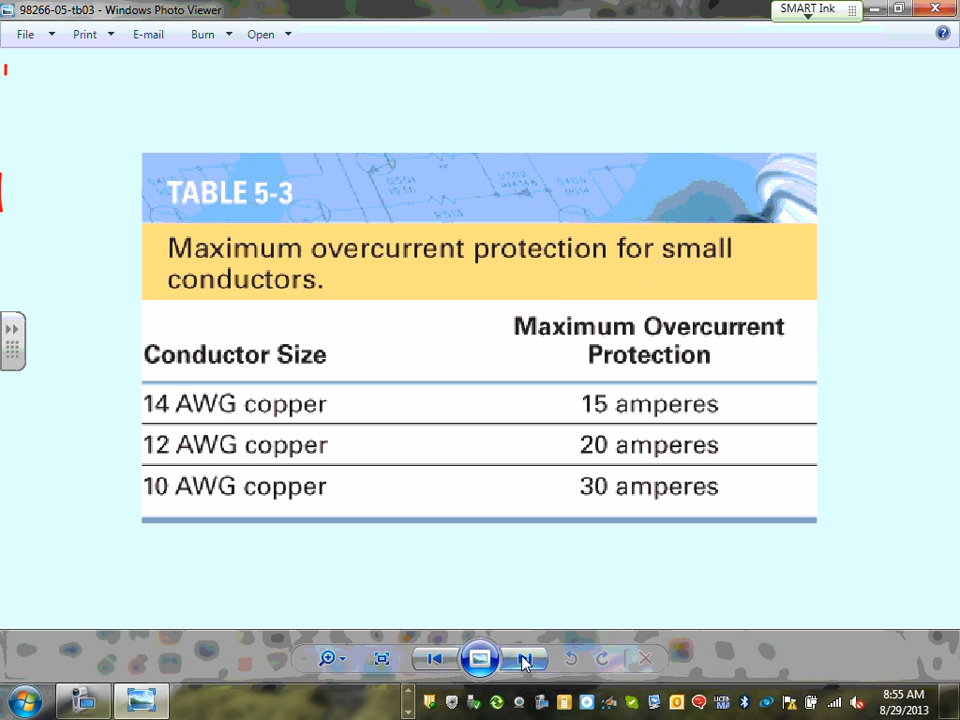 98266-05-tb03 - Windows Photo Viewer
SMART Ink
File Print E-mail Burn Open
TABLE 5-3
Maximum overcurrent protection for small
conductors.
Conductor Size
Maximum Overcurrent
Protection
14 AWG copper 15 amperes
12 AWG copper 20 amperes
10 AWG copper 30 amperes
8:55 AM
8/29/2013